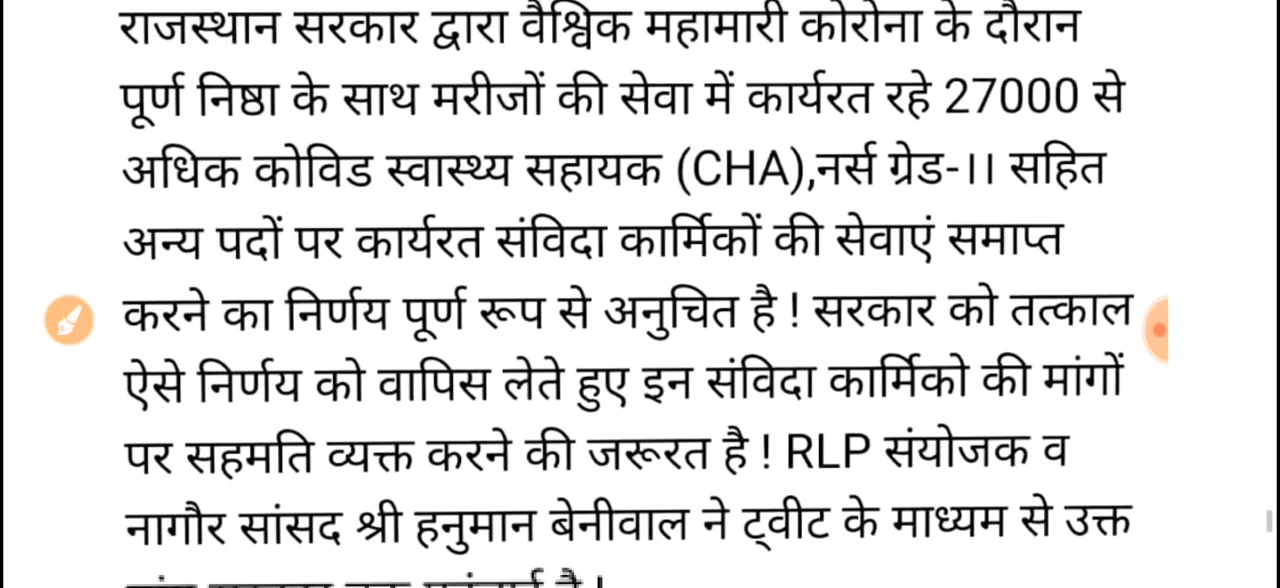 राजस्थान सरकार द्वारा वैश्विक महामारी कोरोना के दौरान
पूर्ण निष्ठा के साथ मरीजों की सेवा में कार्यरत रहे 27000 से
अधिक कोविड स्वास्थ्य सहायक (CHA),नर्स ग्रेड-।। सहित
अन्य पदों पर कार्यरत संविदा कार्मिकों की सेवाएं समाप्त
करने का निर्णय पूर्ण रूप से अनुचित है ! सरकार को तत्काल
ऐसे निर्णय को वापिस लेते हुए इन संविदा कार्मिको की मांगों
पर सहमति व्यक्त करने की जरूरत है ! RLP संयोजक व
नागौर सांसद श्री हनुमान बेनीवाल ने ट्वीट के माध्यम से उक्त